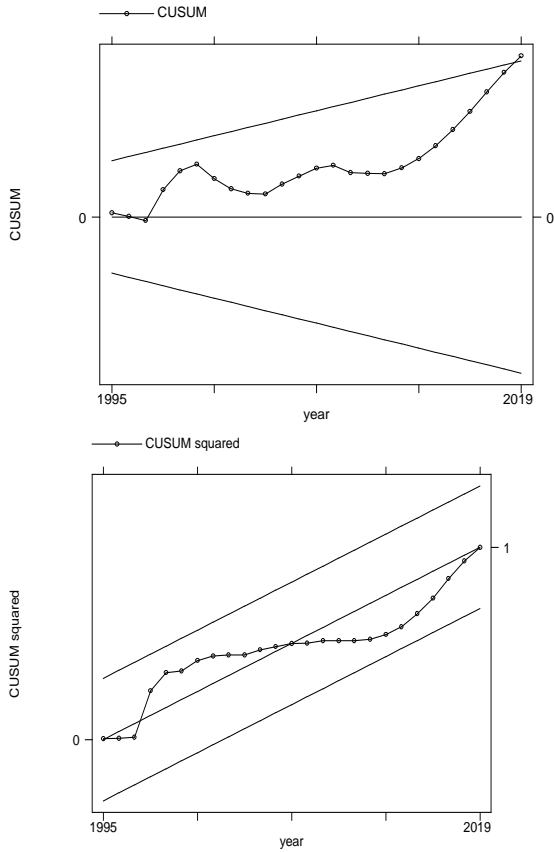 CUSUM
CUSUM
0
0
1995
2019
year
CUSUM squared
CUSUM squared
1
0
1995
2019
year